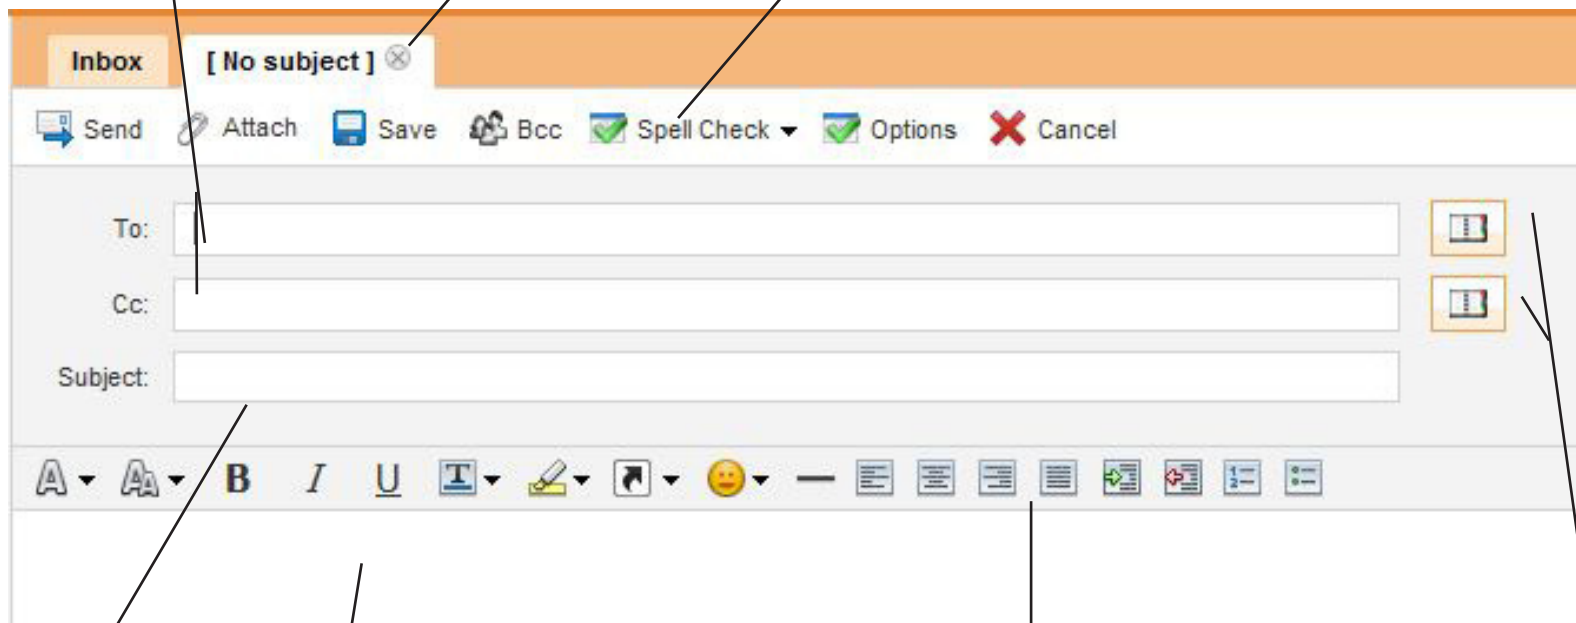 Inbox [ No subject ]
Send Attach Save Bcc Spell Check Options Cancel
To:
Cc:
Subject:
B I U T